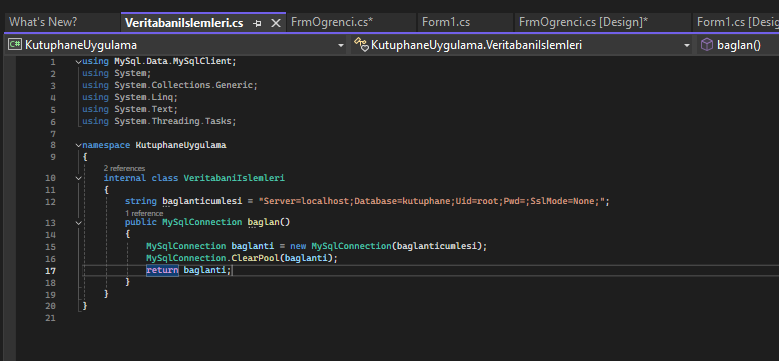 What's New?
VeritabaniIslemleri.cs
FrmOgrenci.cs*
Form1.cs
FrmOgrenci.cs [Design]*
Form1.cs [Desig
C# KutuphaneUygulama
KutuphaneUygulama.VeritabaniIslemleri
baglan()
1 using MySql.Data.MySqlClient;
2 using System;
3 using System.Collections.Generic;
4 using System.Linq;
5 using System.Text;
6 using System.Threading.Tasks;
7
8 namespace KutuphaneUygulama
9 {
2 references
10 internal class VeritabaniIslemleri
11 {
12 string baglanticumlesi = "Server=localhost;Database=kutuphane;Uid=root;Pwd=;SslMode=None;";
1 reference
13 public MySqlConnection baglan()
14 {
15 MySqlConnection baglanti = new MySqlConnection(baglanticumlesi);
16 MySqlConnection.ClearPool(baglanti);
17 return baglanti;
18 }
19 }
20 }
21